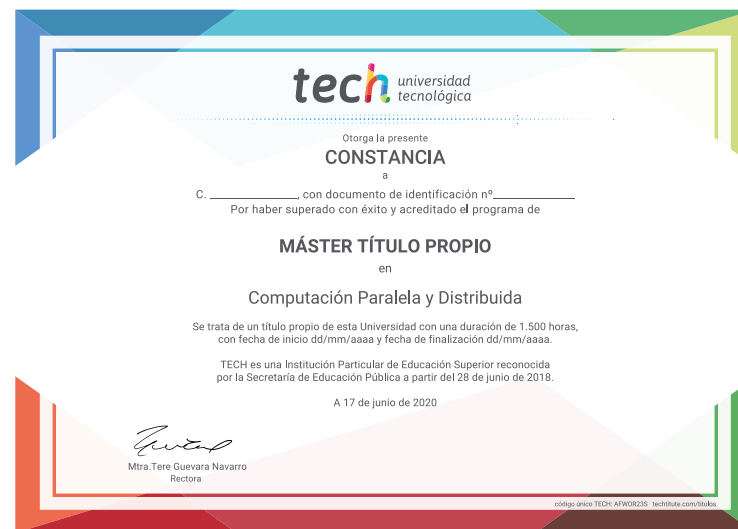 tech universidad
tecnológica
Otorga la presente
CONSTANCIA
a
C. ______________, con documento de identificación nº______________
Por haber superado con éxito y acreditado el programa de
MÁSTER TÍTULO PROPIO
en
Computación Paralela y Distribuida
Se trata de un título propio de esta Universidad con una duración de 1.500 horas,
con fecha de inicio dd/mm/aaaa y fecha de finalización dd/mm/aaaa.
TECH es una Institución Particular de Educación Superior reconocida
por la Secretaría de Educación Pública a partir del 28 de junio de 2018.
A 17 de junio de 2020
Mtra.Tere Guevara Navarro
Rectora
código único TECH: AFWOR23S techtitute.com/titulos